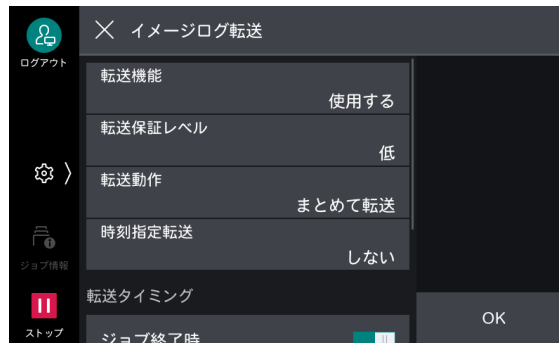 イメージログ転送
ログアウト
転送機能
使用する
転送保証レベル
低
転送動作
まとめて転送
時刻指定転送
しない
ジョブ情報
転送タイミング
ストップ
ジョブ終了時
OK